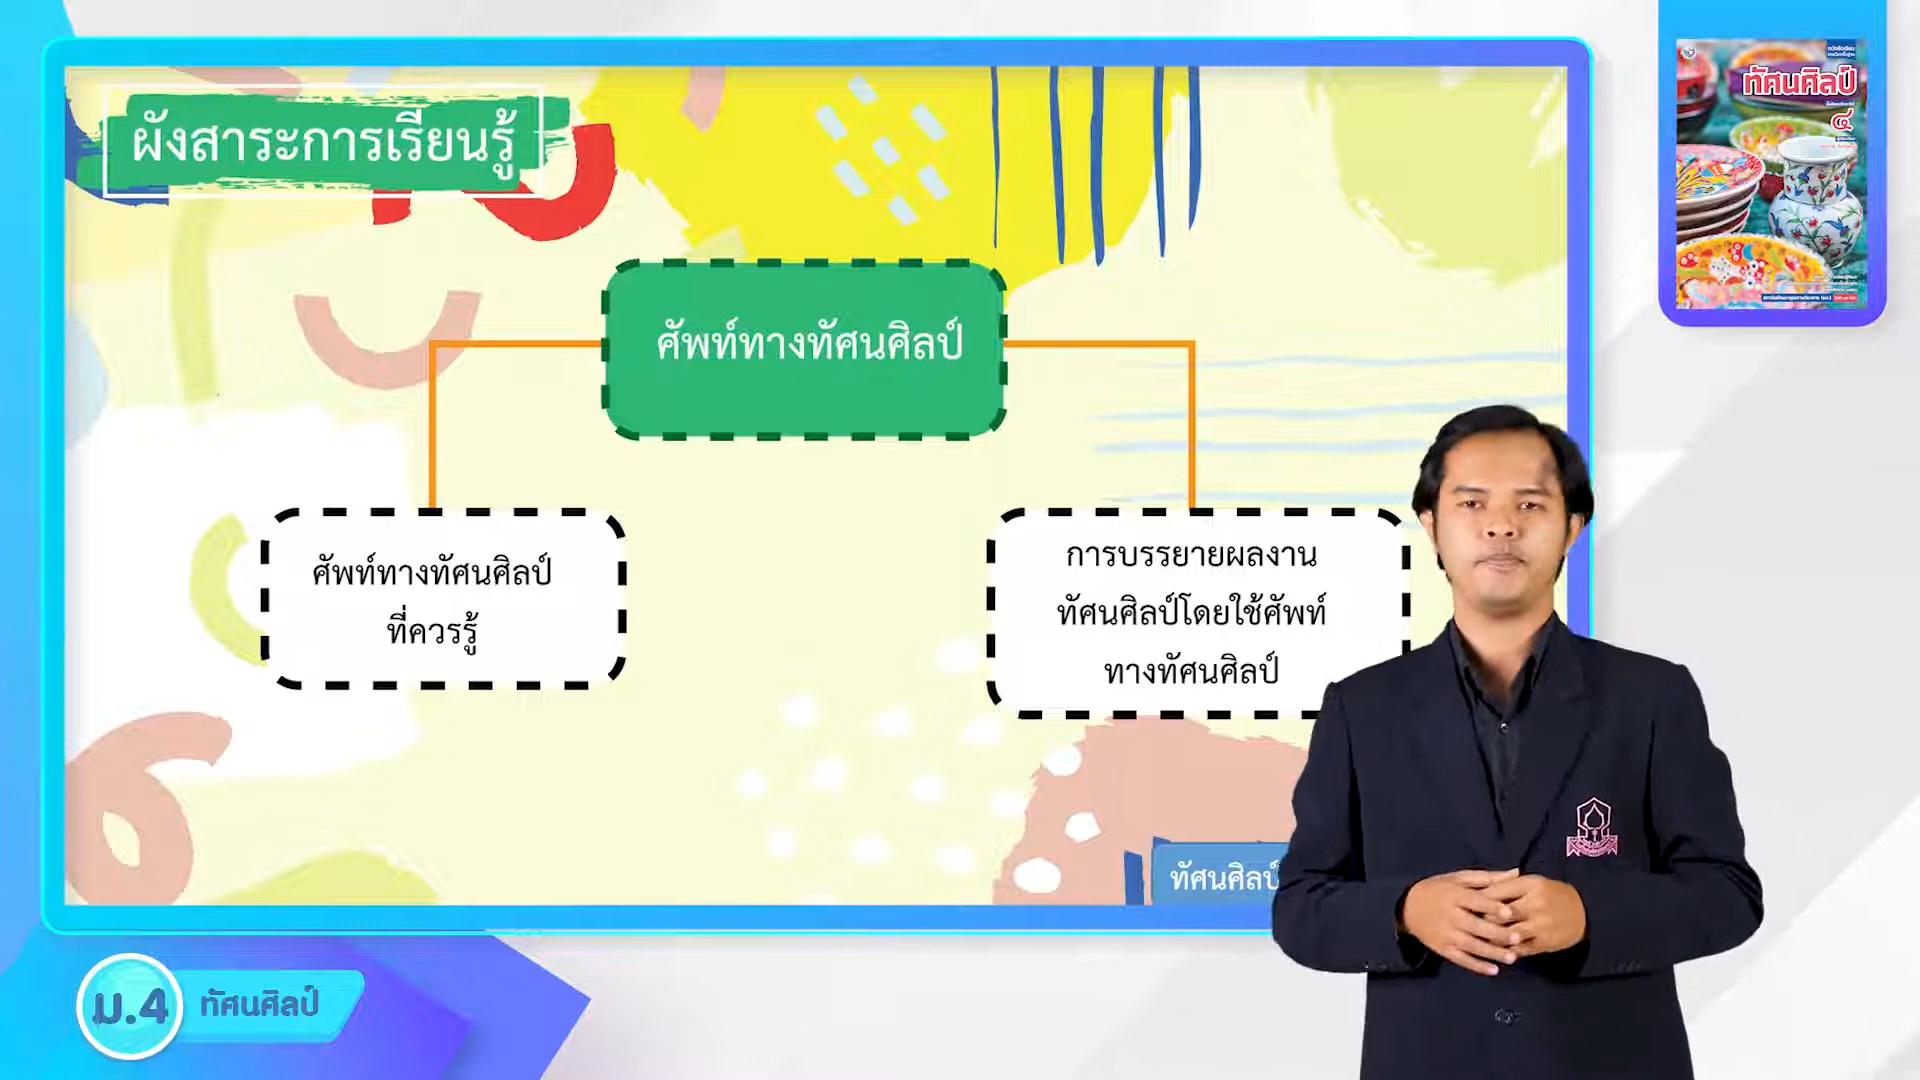 ผังสาระการเรียนรู้
ทัศนศิลป์
๔
ศัพท์ทางทัศนศิลป์
ศัพท์ทางทัศนศิลป์
ที่ควรรู้
การบรรยายผลงาน
ทัศนศิลป์โดยใช้ศัพท์
ทางทัศนศิลป์
ทัศนศิลป์
ม.4 ทัศนศิลป์